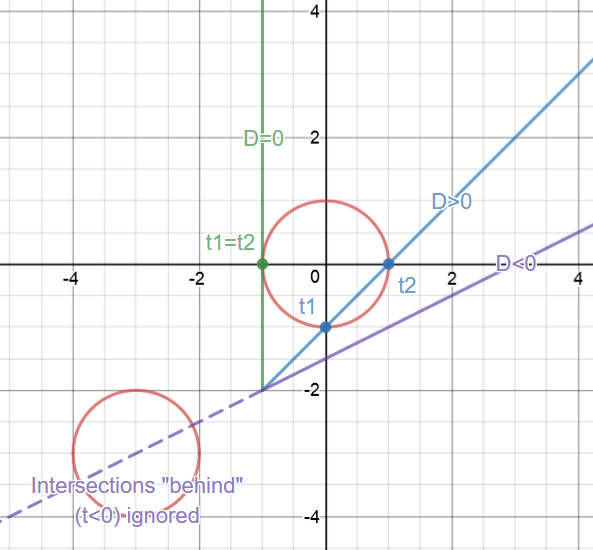 4
2
D=0
D>0
t1=t2
D<0
-4
-2
0
2
4
t2
t1
-2
Intersections "behind"
(t<0) ignored
-4